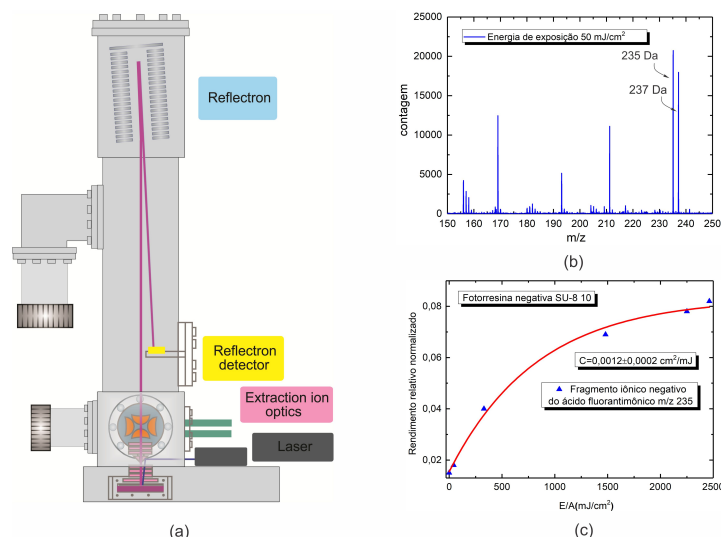 Reflectron
Reflectron
detector
Extraction ion
optics
Laser
(a)
25000
20000
15000
10000
5000
0
contagem
Energia de exposição 50 mJ/cm²
235 Da
237 Da
150 160 170 180 190 200 210 220 230 240 250
m/z
(b)
Fotorresina negativa SU-8 10
0,08
0,06
0,04
0,02
Rendimento relativo normalizado
C=0,0012±0,0002 cm²/mJ
Fragmento iônico negativo
do ácido fluorantimônico m/z 235
0 500 1000 1500 2000 2500
E/A(mJ/cm²)
(c)